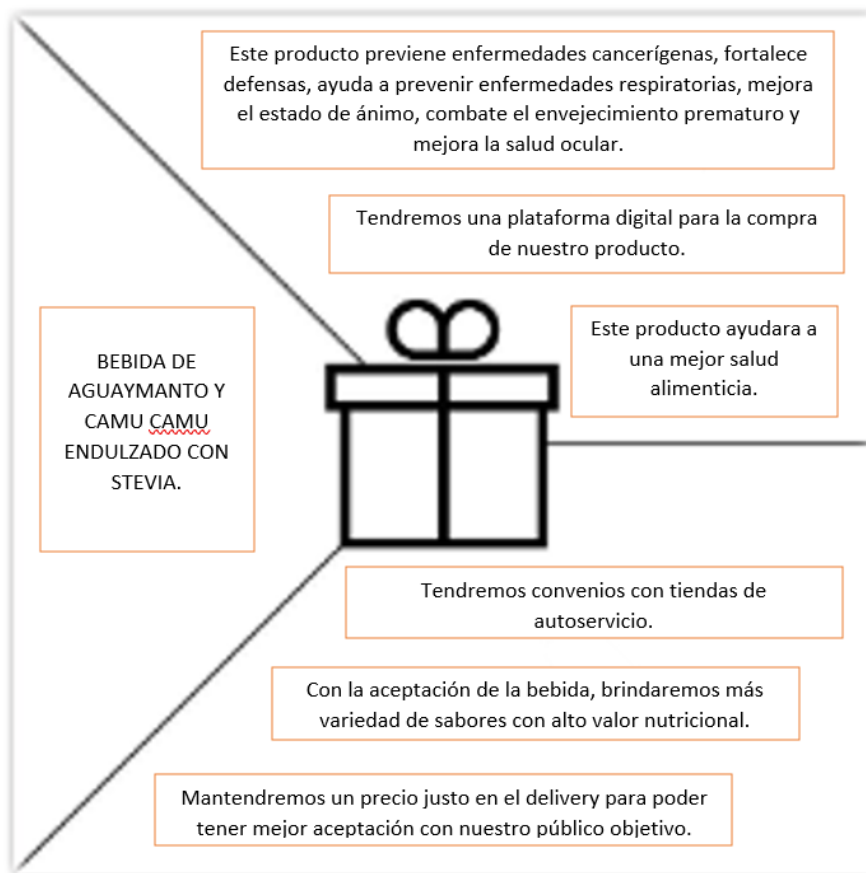 Este producto previene enfermedades cancerígenas, fortalece
defensas, ayuda a prevenir enfermedades respiratorias, mejora
el estado de ánimo, combate el envejecimiento prematuro y
mejora la salud ocular.
Tendremos una plataforma digital para la compra
de nuestro producto.
Este producto ayudara a
una mejor salud
alimenticia.
BEBIDA DE
AGUAYMANTO Y
CAMU CAMU
ENDULZADO CON
STEVIA.
Tendremos convenios con tiendas de
autoservicio.
Con la aceptación de la bebida, brindaremos más
variedad de sabores con alto valor nutricional.
Mantendremos un precio justo en el delivery para poder
tener mejor aceptación con nuestro público objetivo.